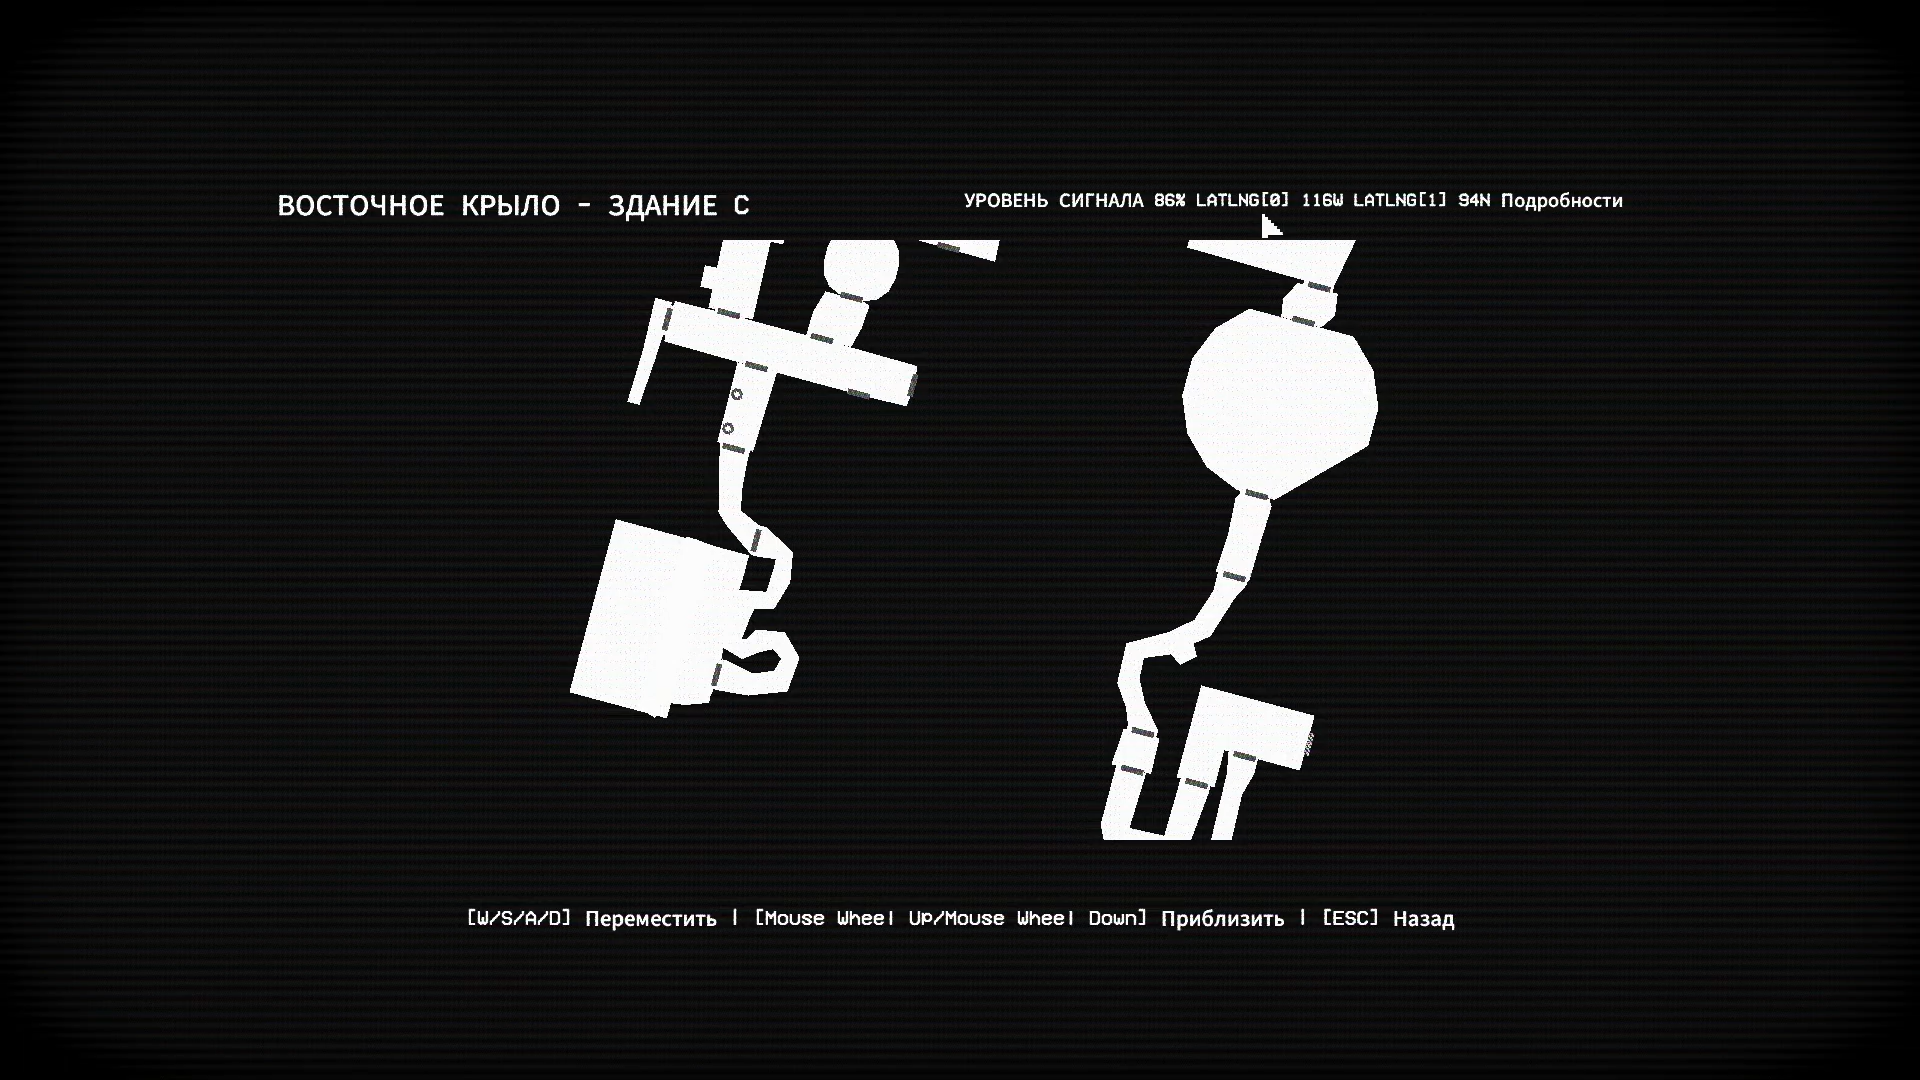 ВОСТОЧНОЕ КРЫЛО - ЗДАНИЕ C
УРОВЕНЬ СИГНАЛА 86% LATLNG[0] 116W LATLNG[1] 94N Подробности
[W/S/A/D] Переместить | [Mouse Wheel Up/Mouse Wheel Down] Приблизить | [ESC] Назад